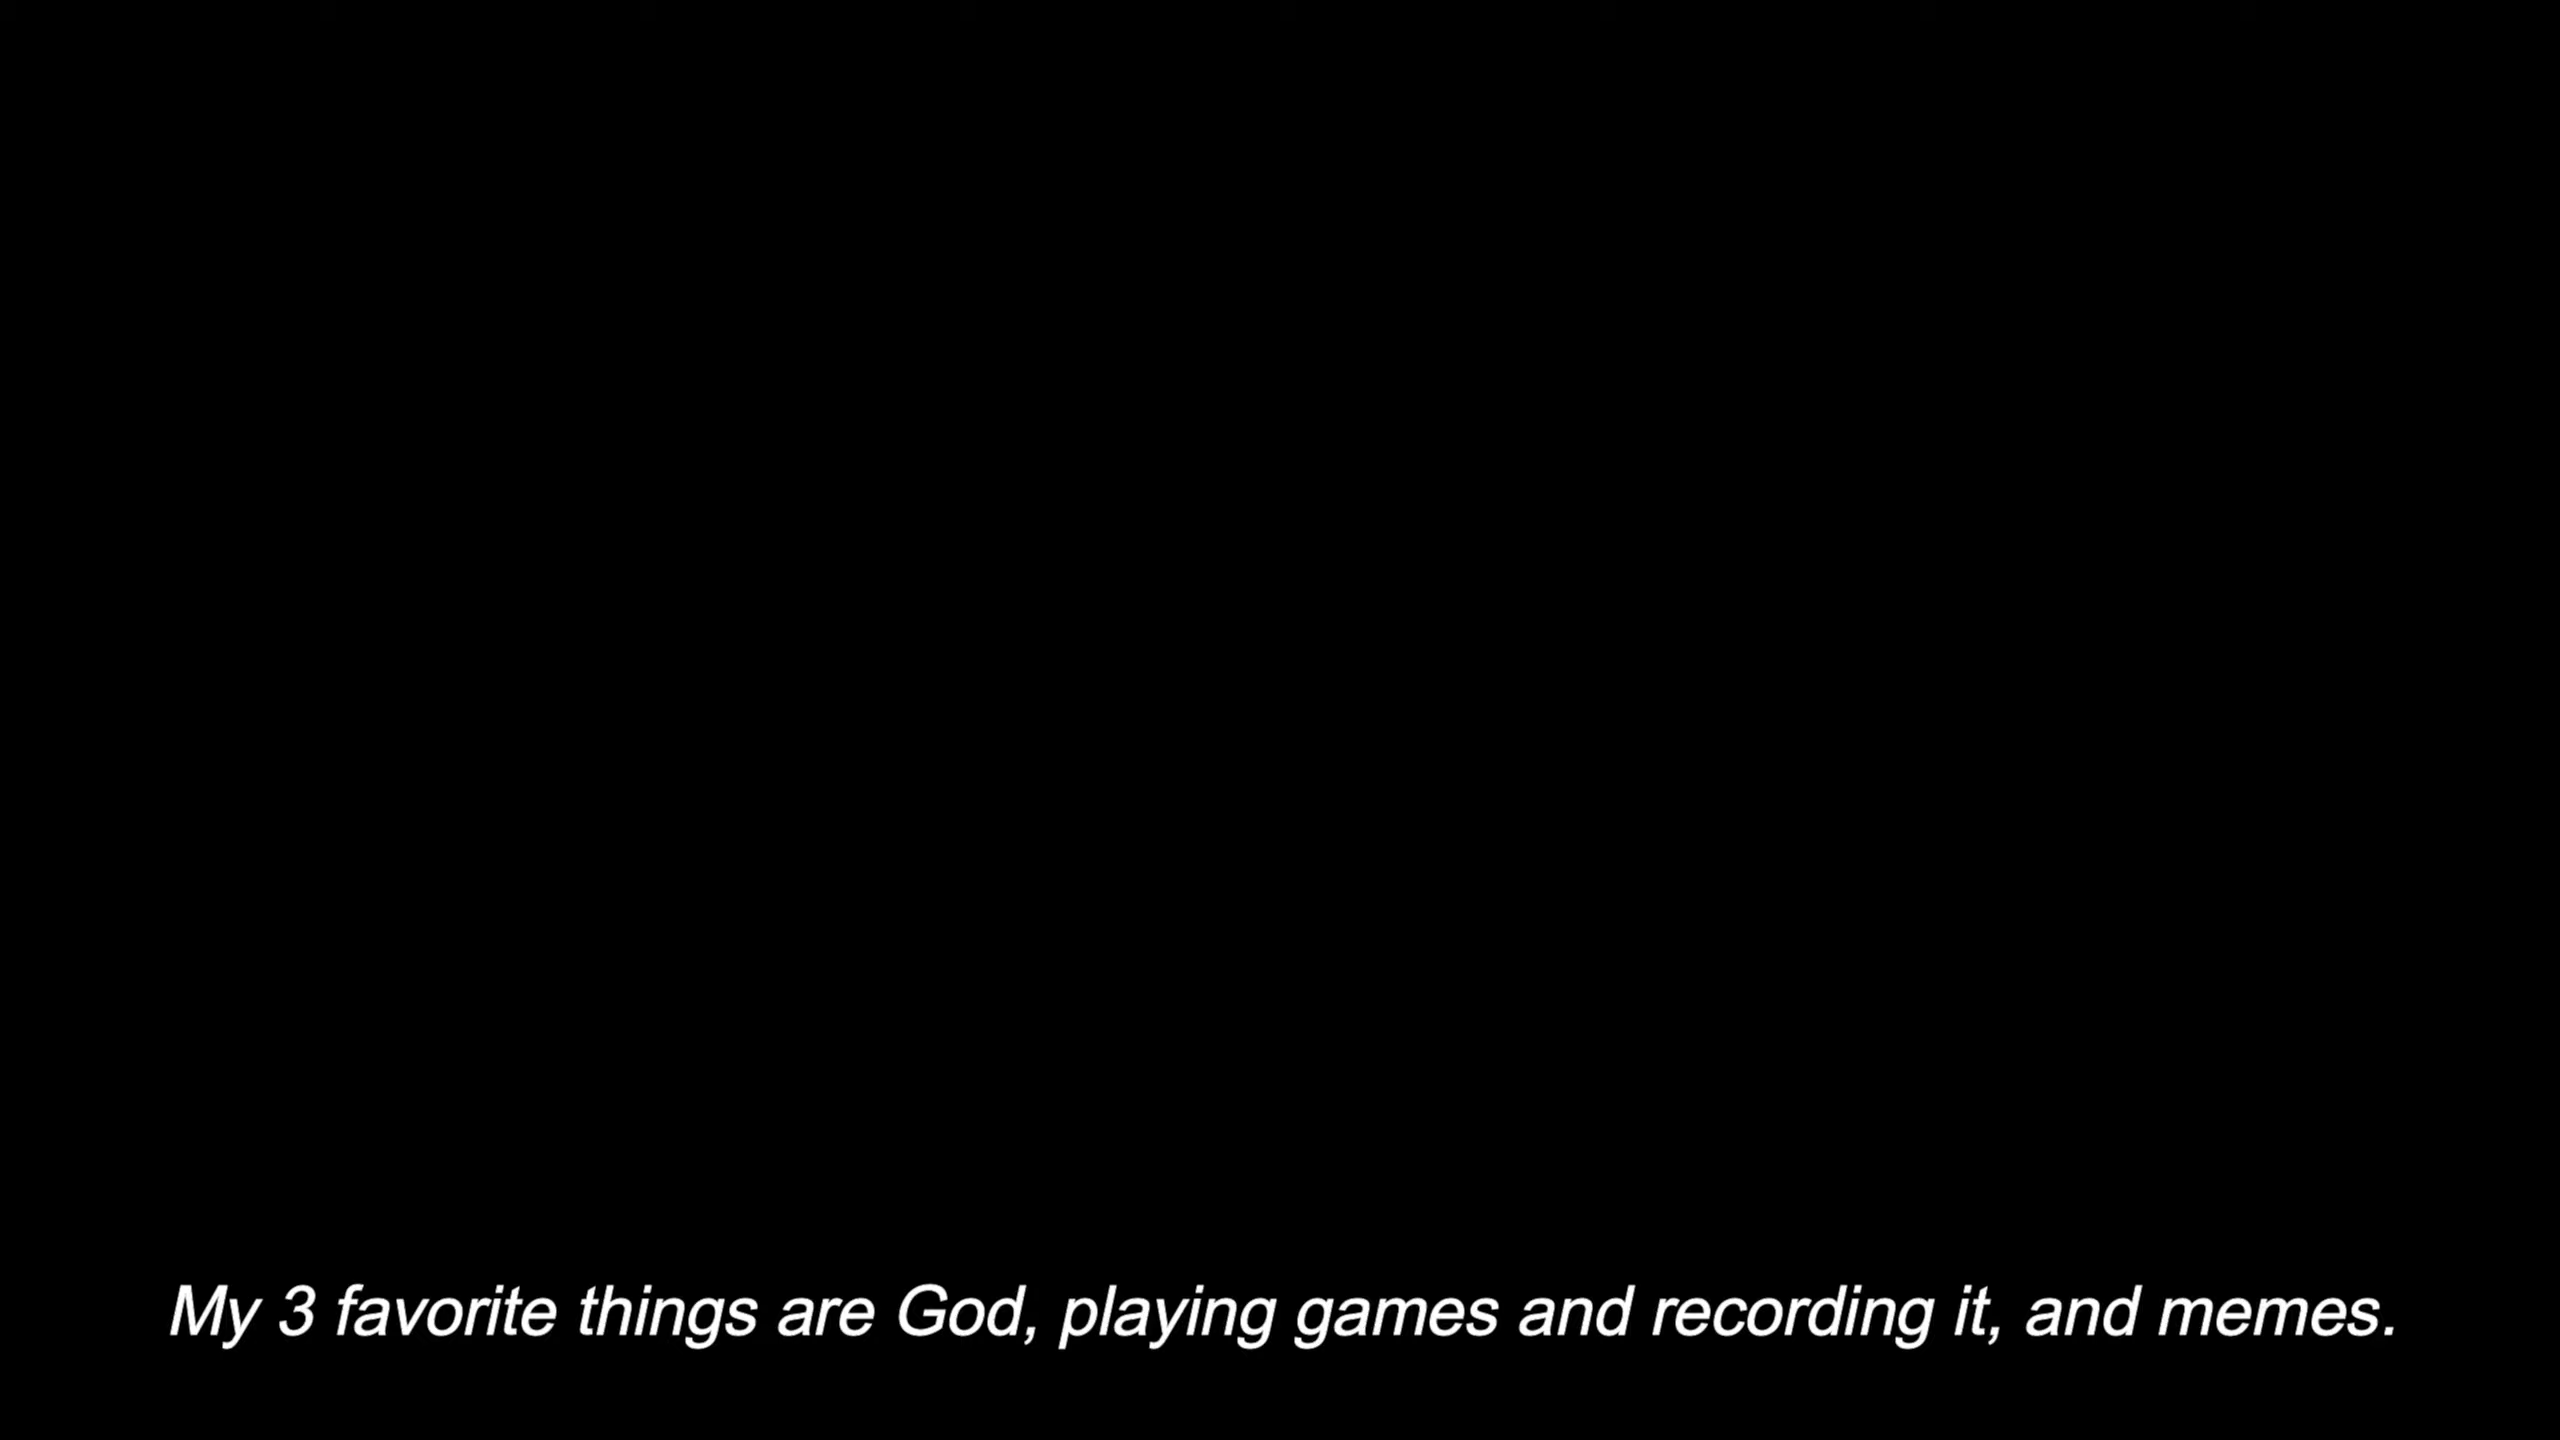 My 3 favorite things are God, playing games and recording it, and memes.